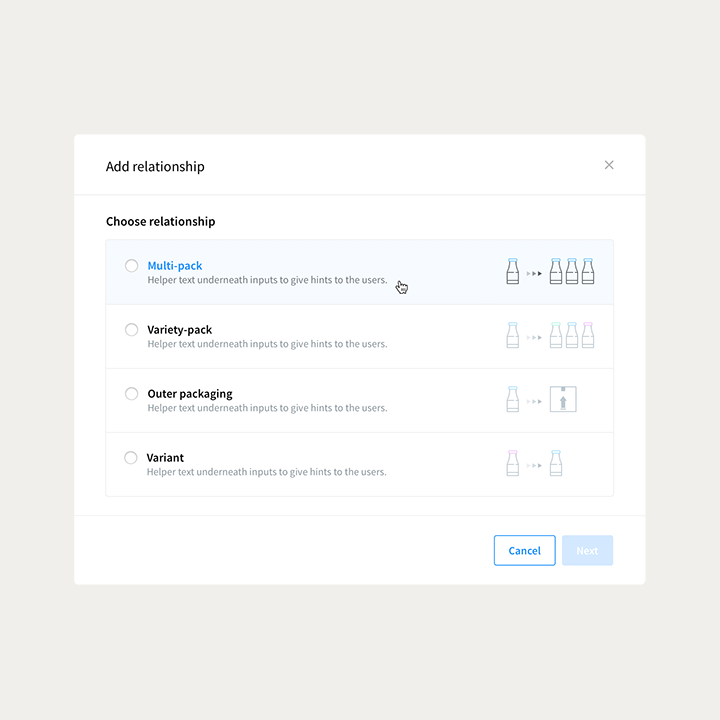 Add relationship
Choose relationship
Multi-pack
Helper text underneath inputs to give hints to the users.
Variety-pack
Helper text underneath inputs to give hints to the users.
Outer packaging
Helper text underneath inputs to give hints to the users.
Variant
Helper text underneath inputs to give hints to the users.
Cancel Next